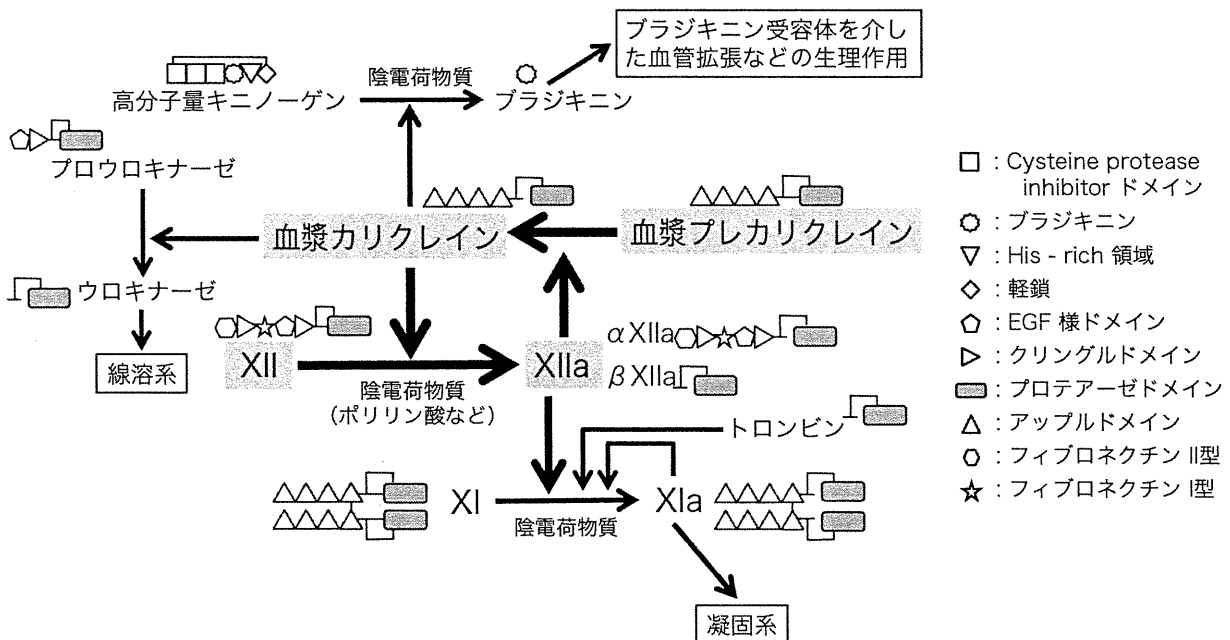 ブラジキニン受容体を介し
た血管拡張などの生理作用
高分子量キニノーゲン
陰電荷物質
ブラジキニン
プロウロキナーゼ
血漿カリクレイン
血漿プレカリクレイン
ウロキナーゼ
線溶系
XII
陰電荷物質
(ポリリン酸など)
XIIa
αXIIa
βXIIa
トロンビン
XI
陰電荷物質
XIa
凝固系
: Cysteine protease
inhibitor ドメイン
: ブラジキニン
: His - rich 領域
: 軽鎖
: EGF 様ドメイン
: クリングルドメイン
: プロテアーゼドメイン
: アップルドメイン
: フィブロネクチン II型
: フィブロネクチン I型